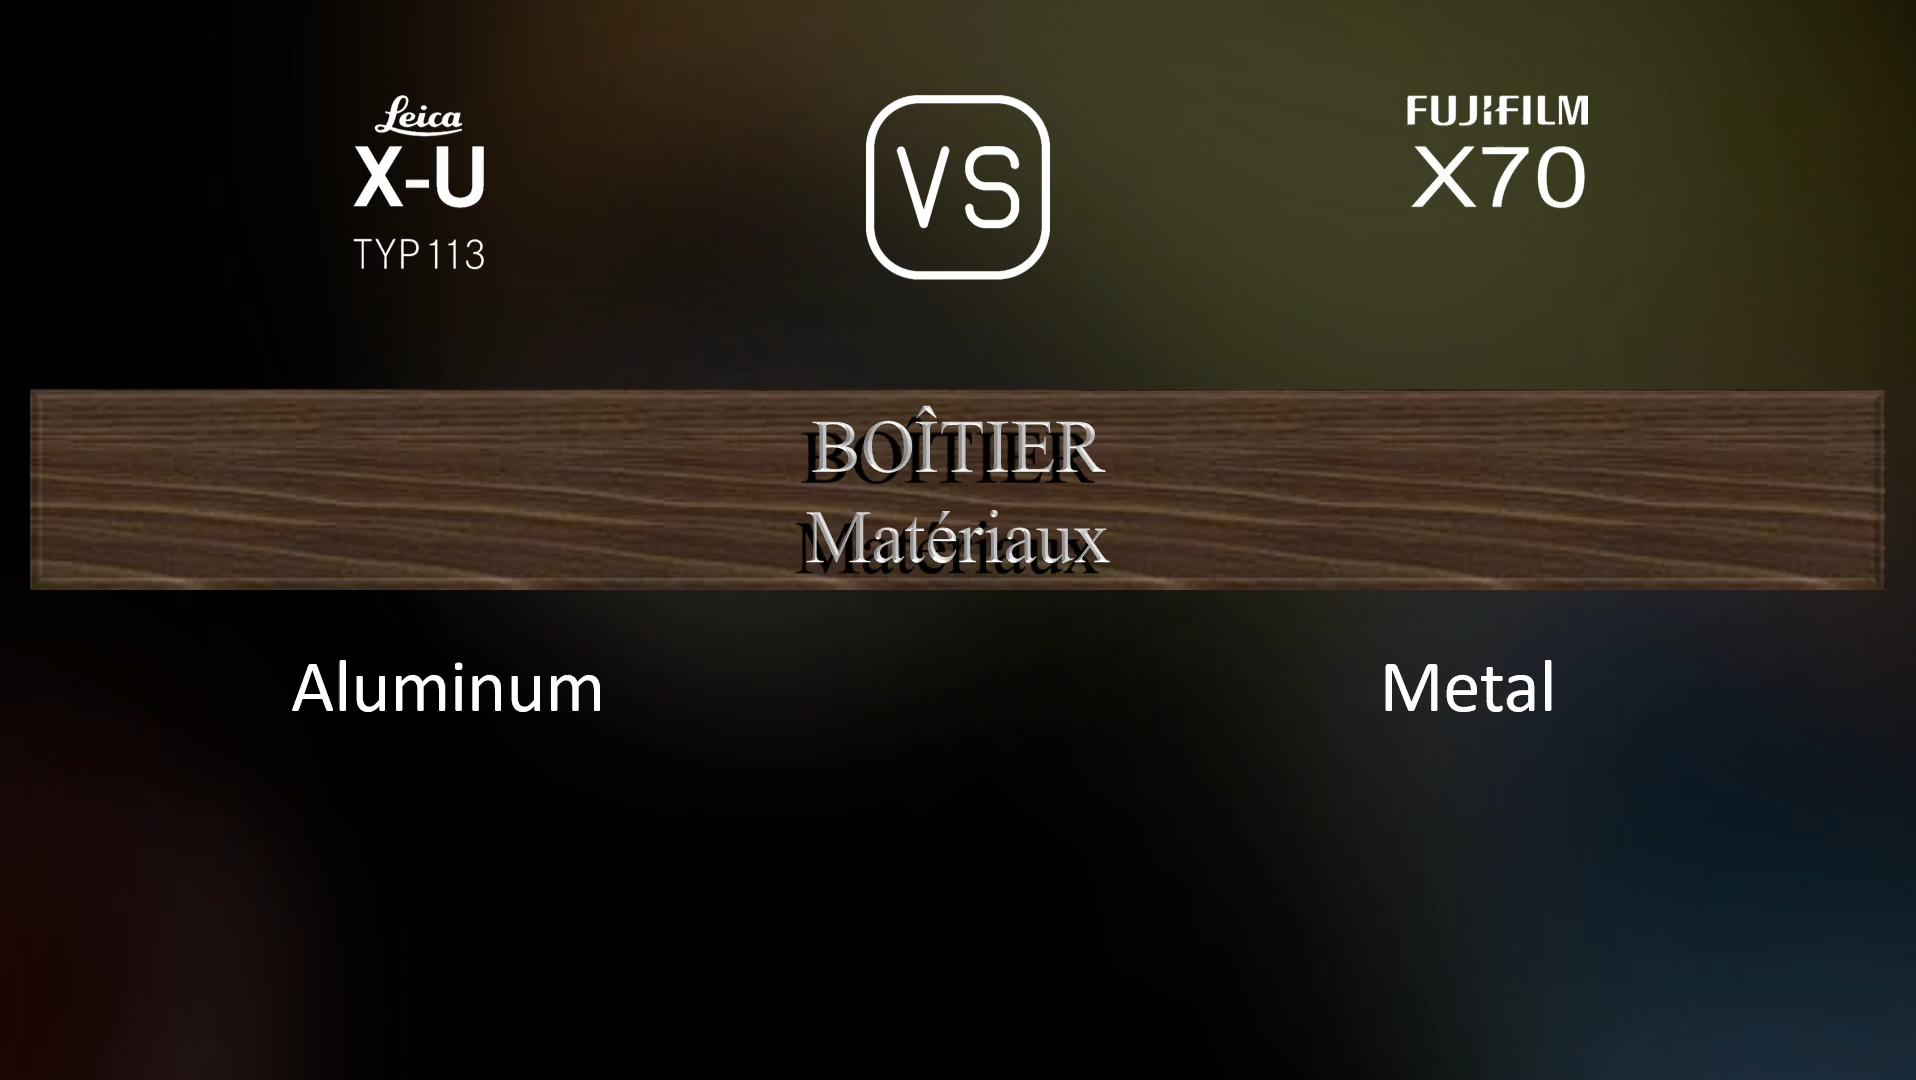 Leica
X-U
TYP 113
VS
FUJIFILM
X70
BOÎTIER
Matériaux
Aluminum
Metal